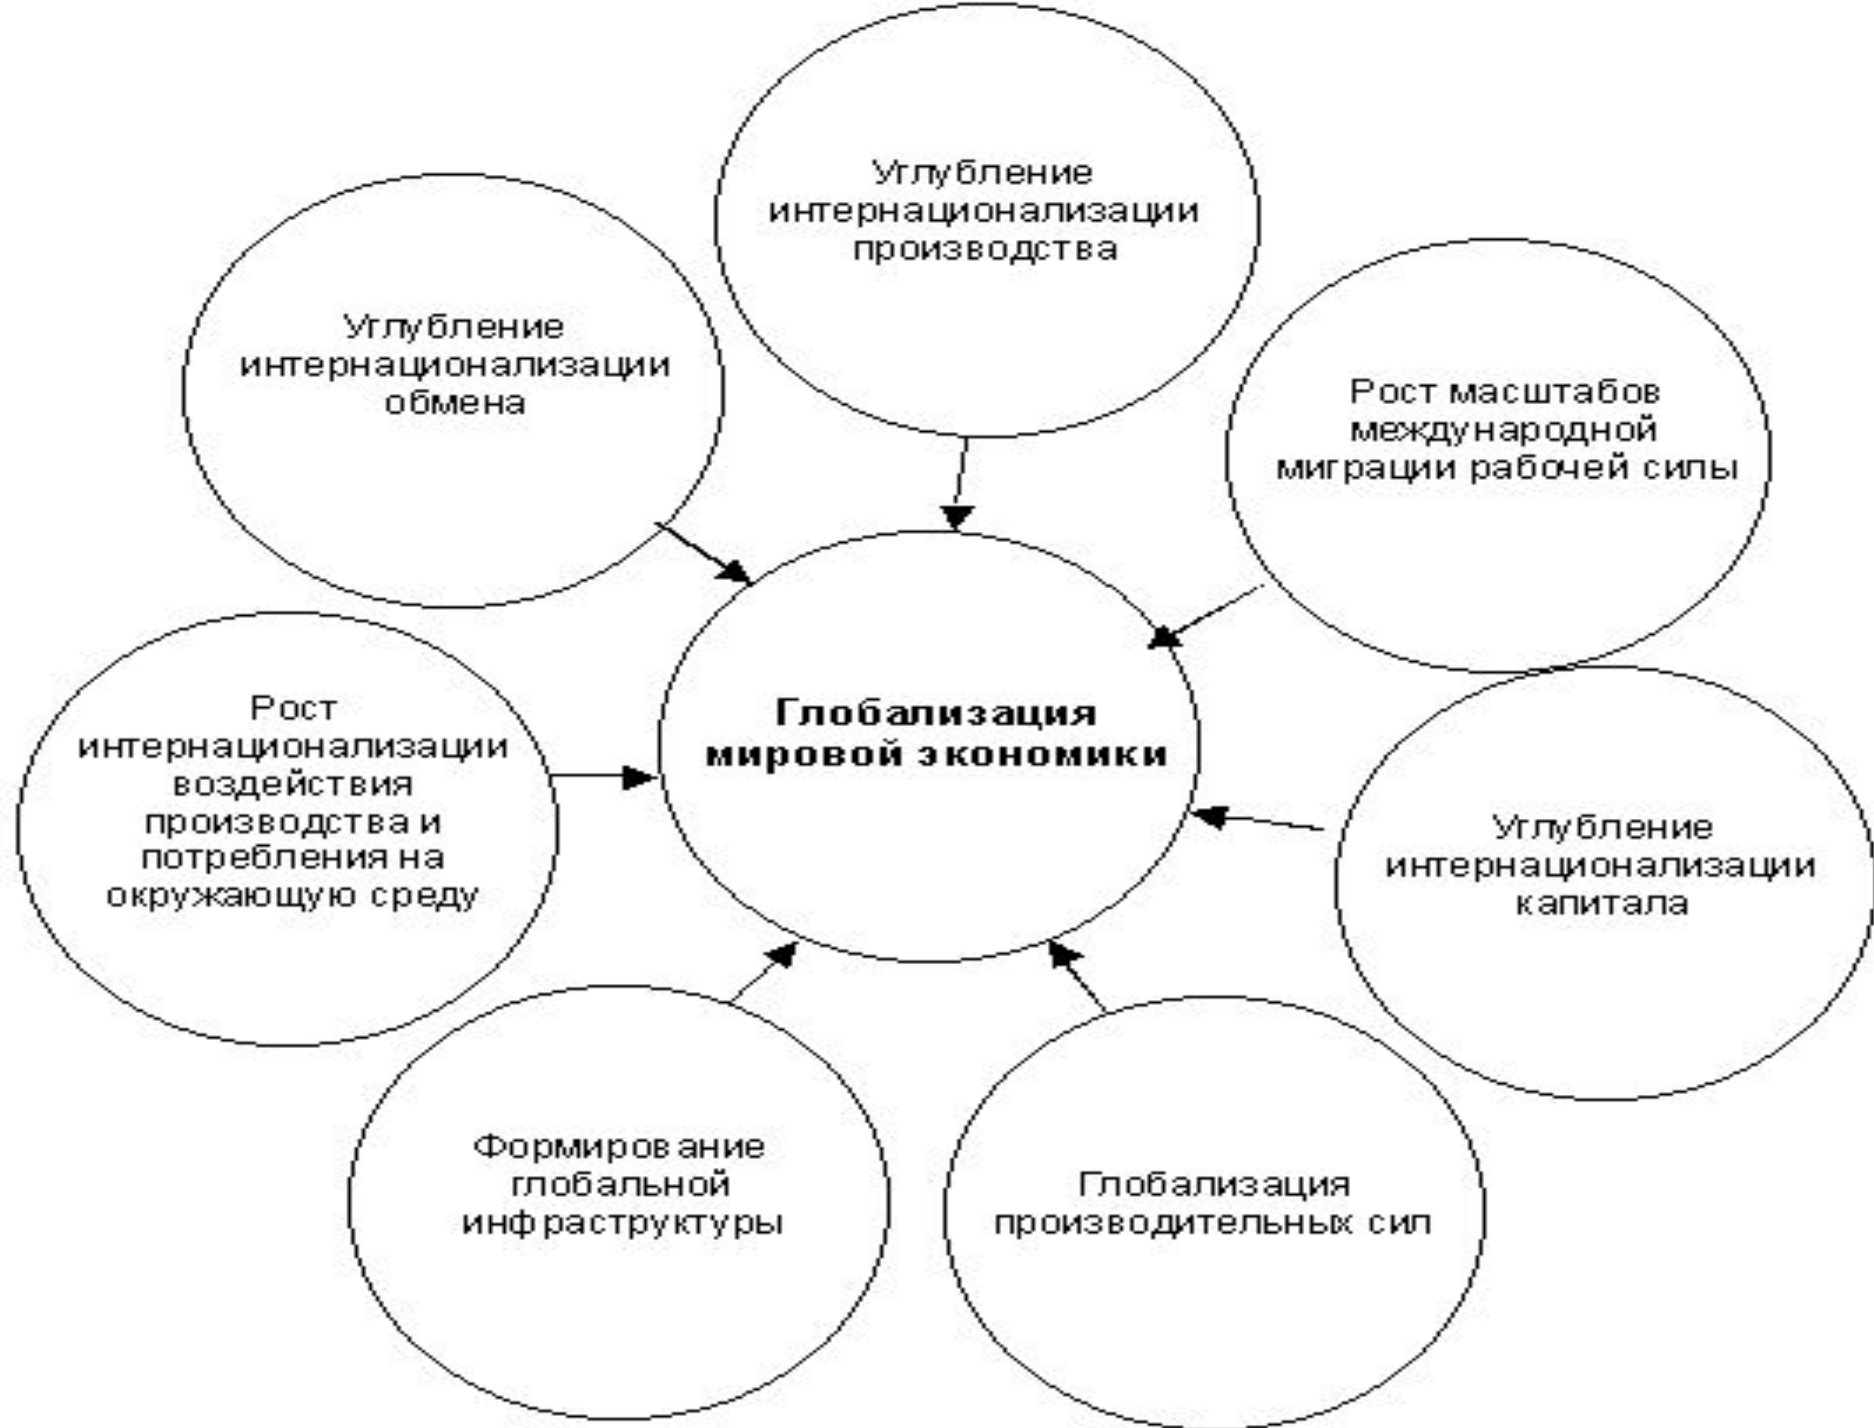 Углубление
интернационализации
производства
Углубление
интернационализации
обмена
Рост масштабов
международной
миграции рабочей силы
Глобализация
мировой экономики
Рост
интернационализации
воздействия
производства и
потребления на
окружающую среду
Углубление
интернационализации
капитала
Формирование
глобальной
инфраструктуры
Глобализация
производительных сил